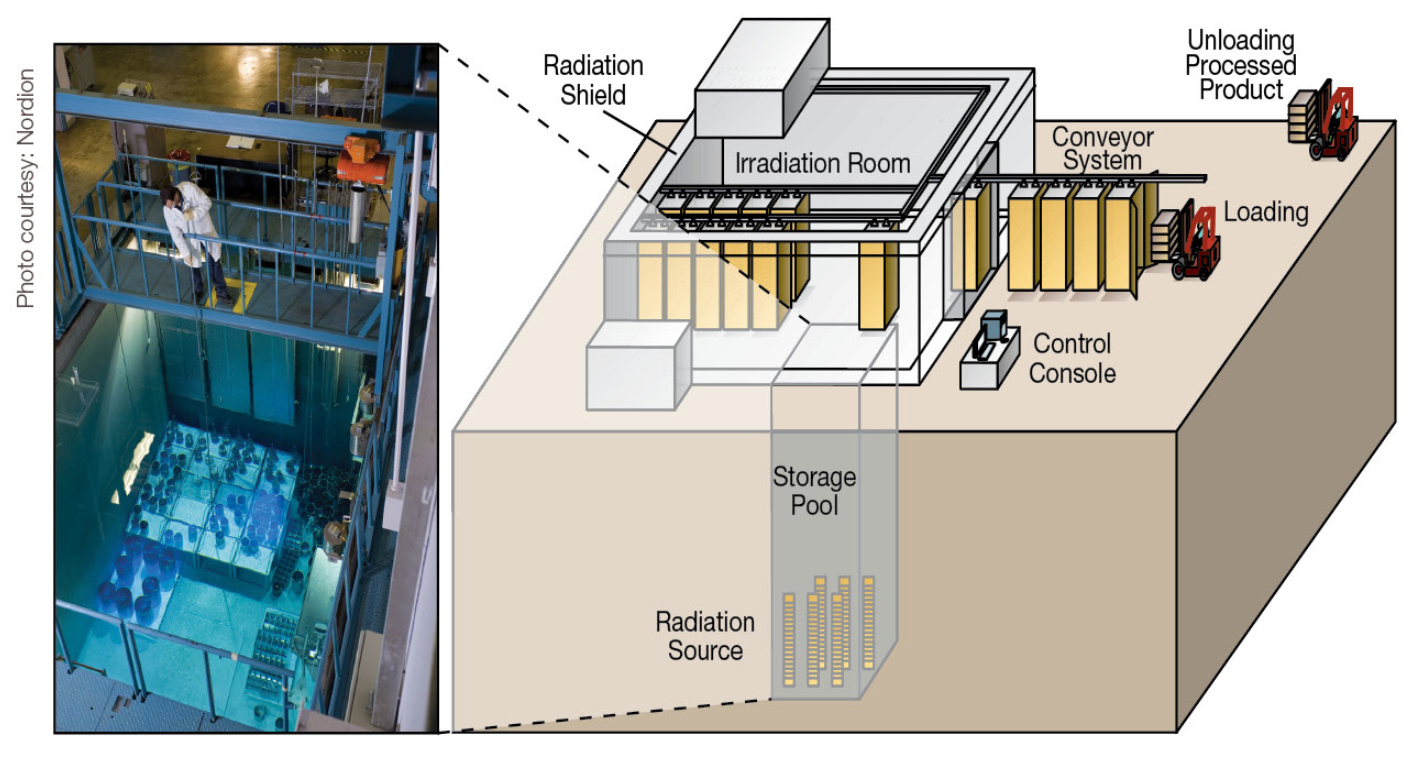 Photo courtesy: Nordion
Radiation
Shield
Irradiation Room
Unloading
Processed
Product
Conveyor
System
Loading
Control
Console
Storage
Pool
Radiation
Source